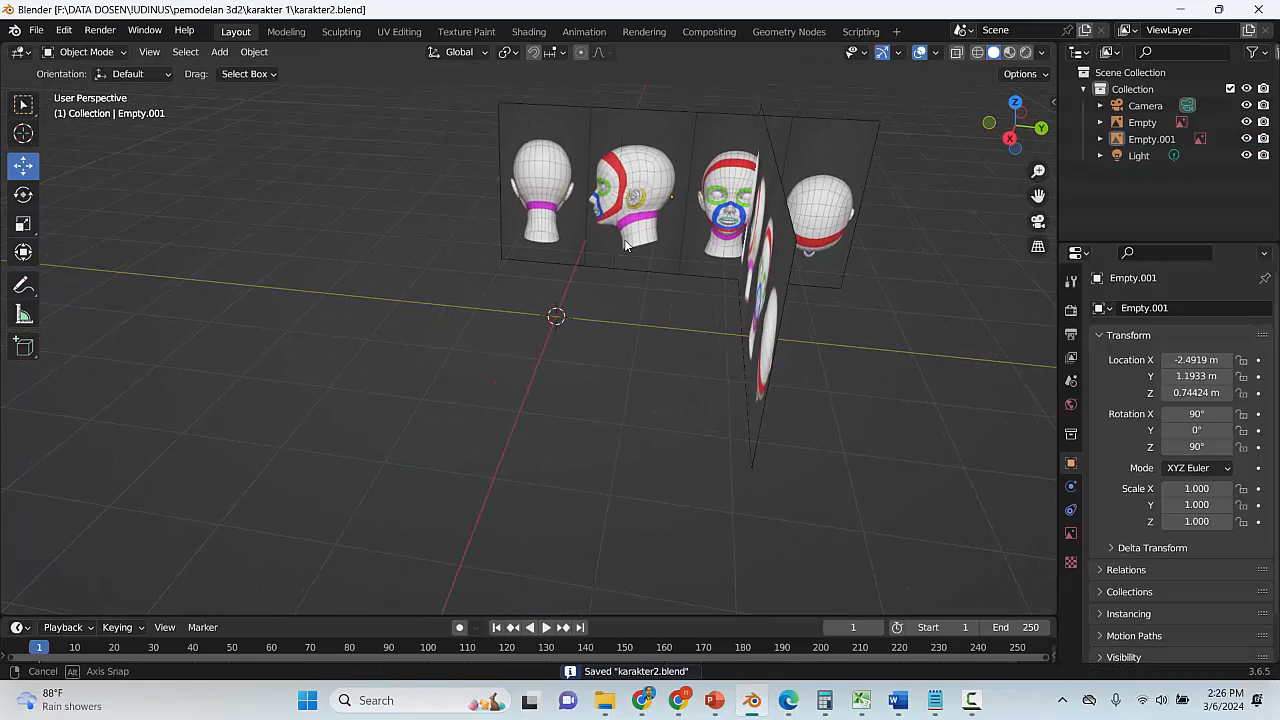 Blender [F:\DATA DOSEN\!UDINUS\pemodelan 3d2\karakter 1\karakter2.blend]
File Edit Render Window Help Layout Modeling Sculpting UV Editing Texture Paint Shading Animation Rendering Compositing Geometry Nodes Scripting Scene ViewLayer
Object Mode View Select Add Object Global
Orientation: Default Drag: Select Box Options
Scene Collection
Collection
Camera
Empty
Empty.001
Light
User Perspective
(1) Collection | Empty.001
Z
Y
X
Empty.001
Empty.001
Transform
Location X -2.4919 m
Y 1.1933 m
Z 0.74424 m
Rotation X 90°
Y 0°
Z 90°
Mode XYZ Euler
Scale X 1.000
Y 1.000
Z 1.000
Delta Transform
Relations
Collections
Instancing
Motion Paths
Visibility
Playback Keying View Marker 1 Start 1 End 250
1 10 20 30 40 50 60 70 80 90 100 110 120 130 140 150 160 170 180 190 200 210 220 230 240 250
Cancel Alt Axis Snap Saved "karakter2.blend" 3.6.5
88°F
Rain showers
Search
2:26 PM
3/6/2024